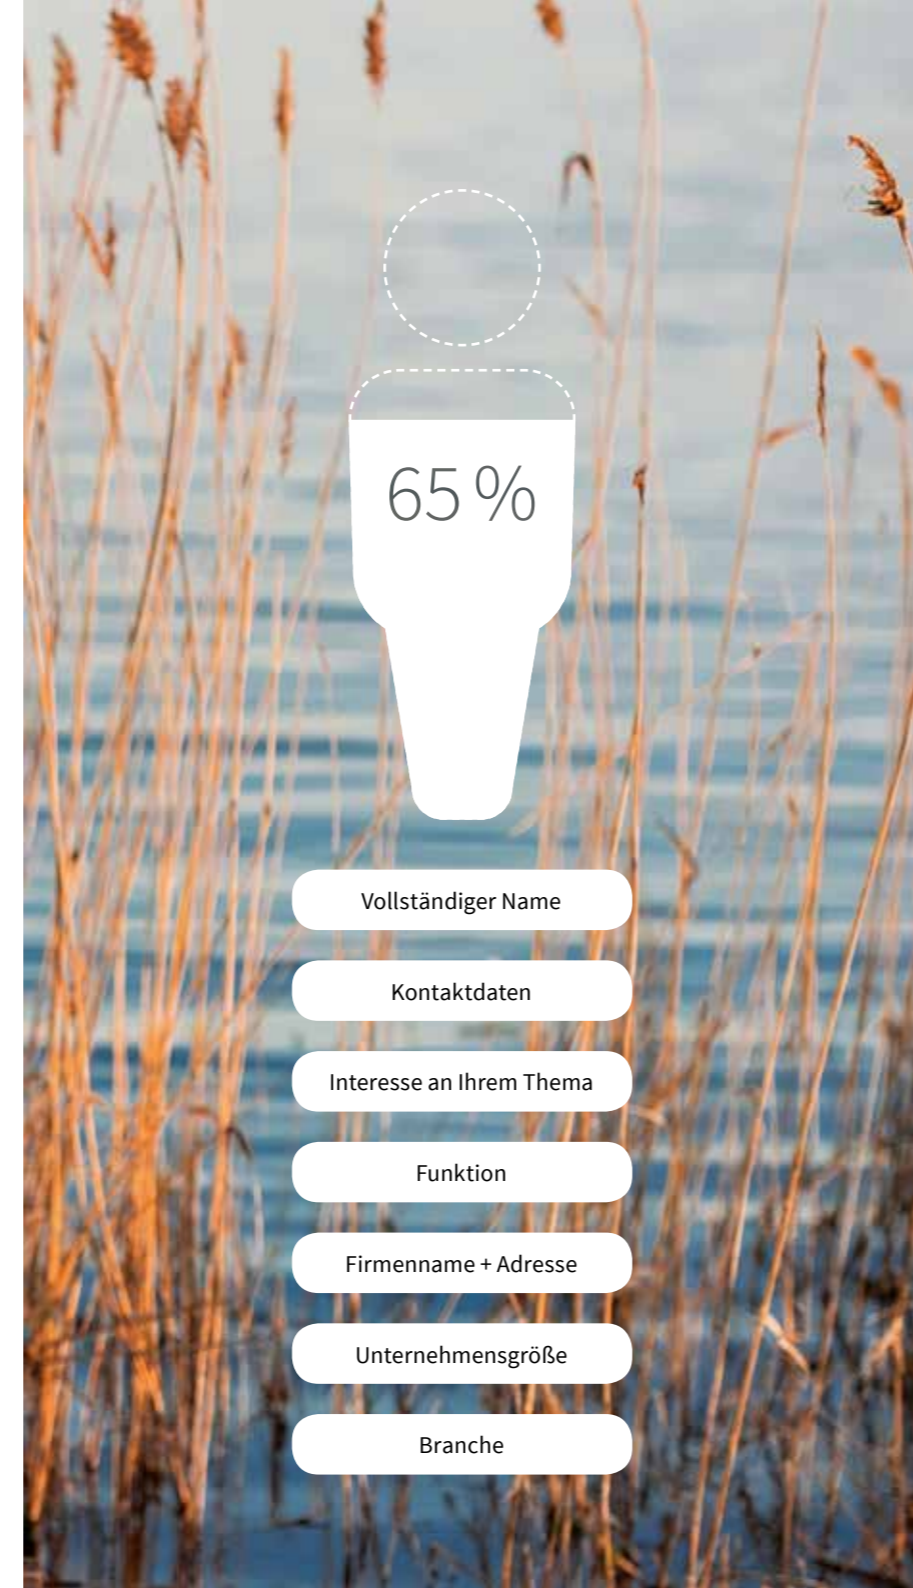 65 %
Vollständiger Name
Kontaktdaten
Interesse an Ihrem Thema
Funktion
Firmenname + Adresse
Unternehmensgröße
Branche